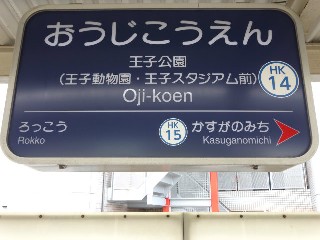 おうじこうえん
王子公園
(王子動物園・王子スタジアム前)
Oji-koen
HK
14
ろっこう
Rokko
HK
15
かすがのみち
Kasuganomichi